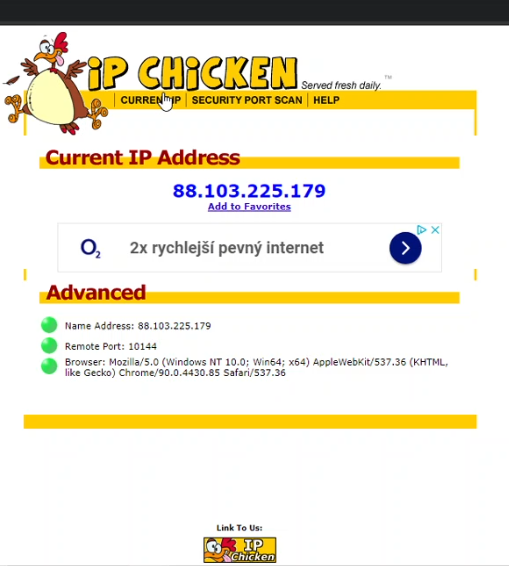 iP CHiCKEN
Served fresh daily. ™
CURRENT IP | SECURITY PORT SCAN | HELP
Current IP Address
88.103.225.179
Add to Favorites
O2 2x rychlejší pevný internet
Advanced
Name Address: 88.103.225.179
Remote Port: 10144
Browser: Mozilla/5.0 (Windows NT 10.0; Win64; x64) AppleWebKit/537.36 (KHTML,
like Gecko) Chrome/90.0.4430.85 Safari/537.36
Link To Us:
IP
Chicken